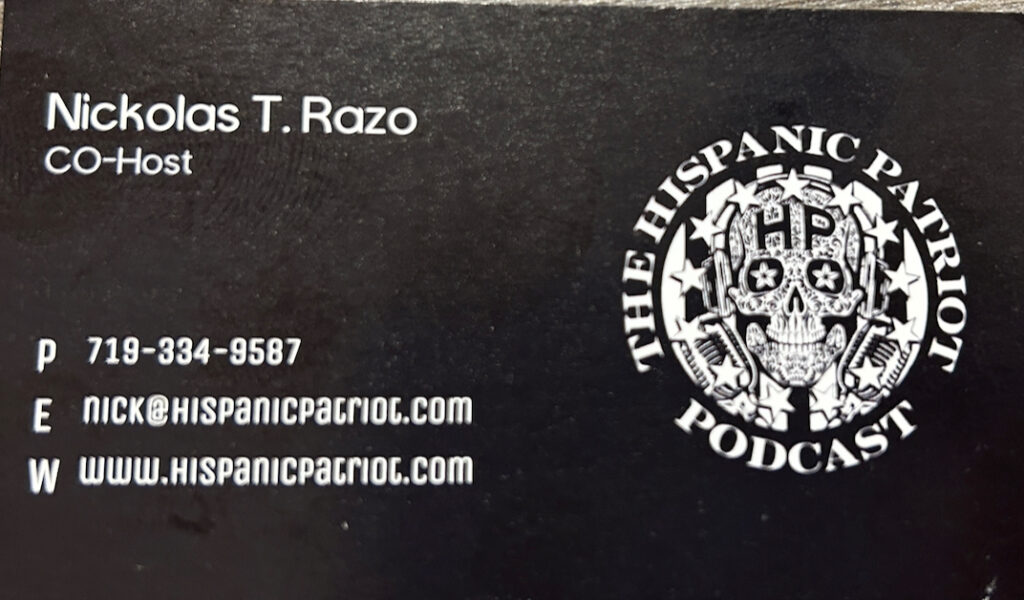 Nickolas T. Razo
CO-Host
P 719-334-9587
E nick@Hispanicpatriot.com
W www.Hispanicpatriot.com
THE HISPANIC PATRIOT
HP
PODCAST